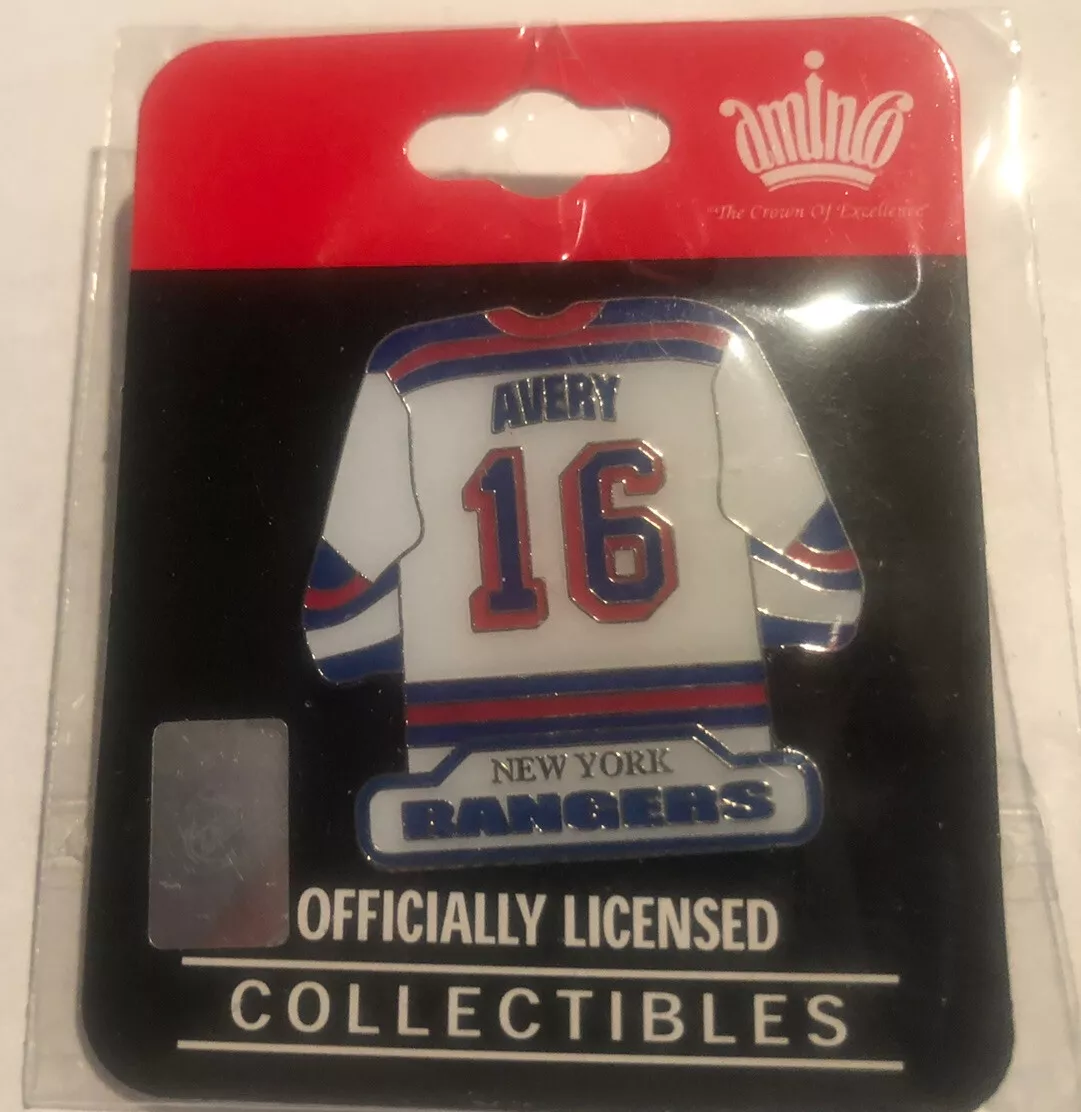 aminco
"The Crown Of Excellence"
AVERY
16
NEW YORK
RANGERS
OFFICIALLY LICENSED
COLLECTIBLES